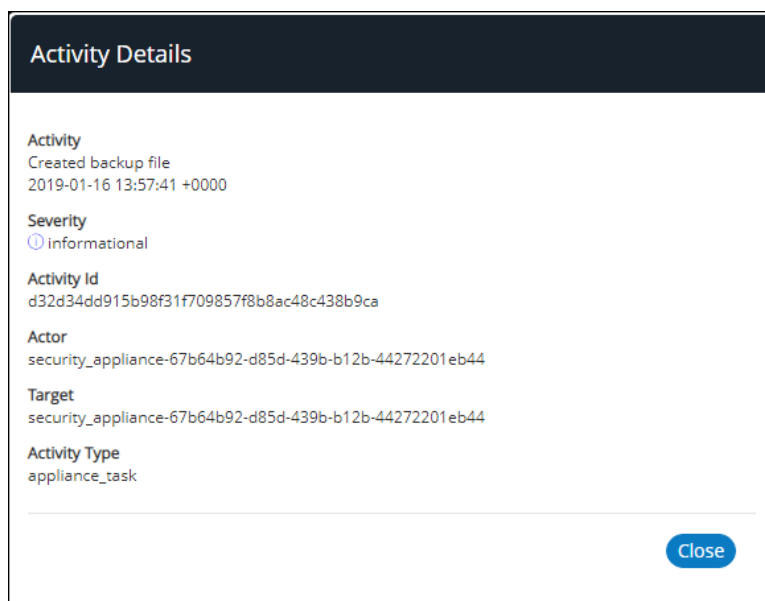 Activity Details
Activity
Created backup file
2019-01-16 13:57:41 +0000
Severity
informational
Activity Id
d32d34dd915b98f31f709857f8b8ac48c438b9ca
Actor
security_appliance-67b64b92-d85d-439b-b12b-44272201eb44
Target
security_appliance-67b64b92-d85d-439b-b12b-44272201eb44
Activity Type
appliance_task
Close